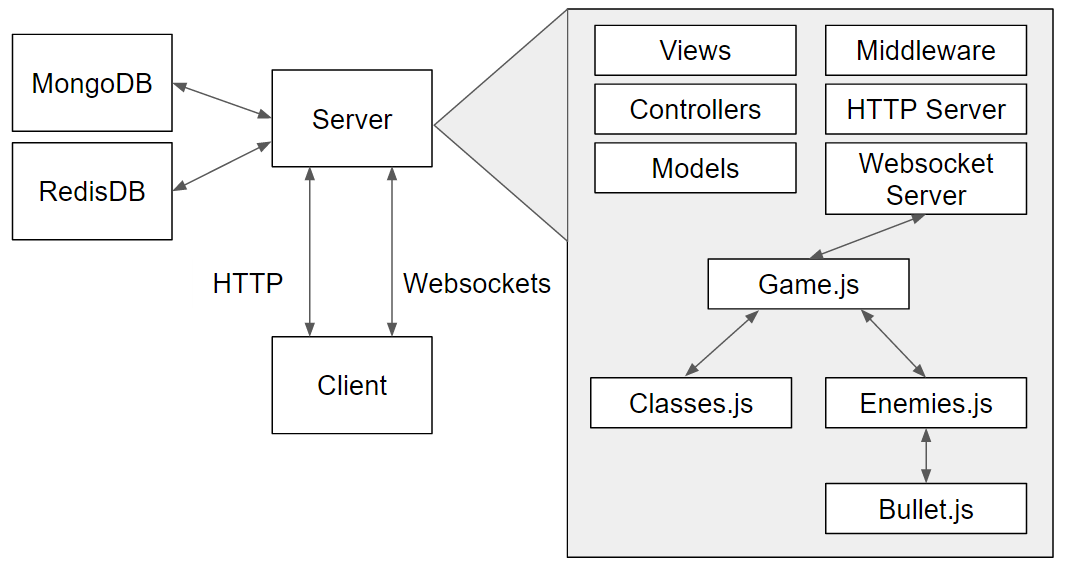 MongoDB
RedisDB
Server
HTTP
Websockets
Client
Views
Middleware
Controllers
HTTP Server
Models
Websocket
Server
Game.js
Classes.js
Enemies.js
Bullet.js